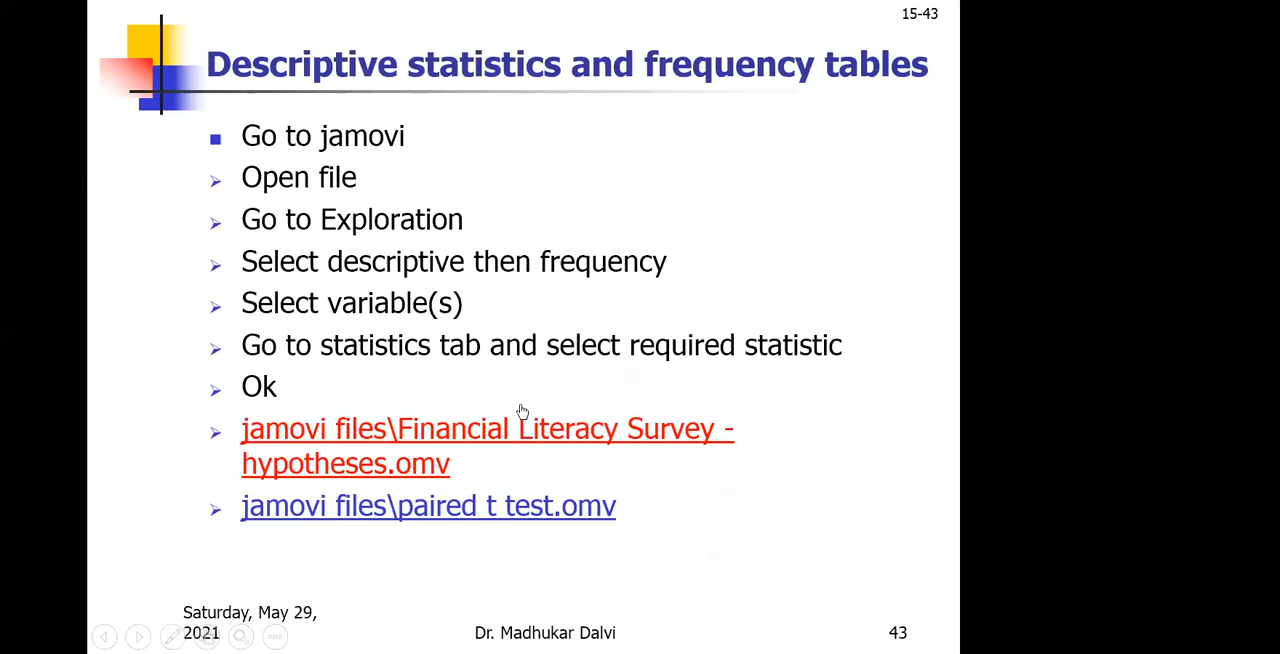 15-43
Descriptive statistics and frequency tables
Go to jamovi
Open file
Go to Exploration
Select descriptive then frequency
Select variable(s)
Go to statistics tab and select required statistic
Ok
jamovi files\Financial Literacy Survey -
hypotheses.omv
jamovi files\paired t test.omv
Saturday, May 29,
2021
Dr. Madhukar Dalvi
43